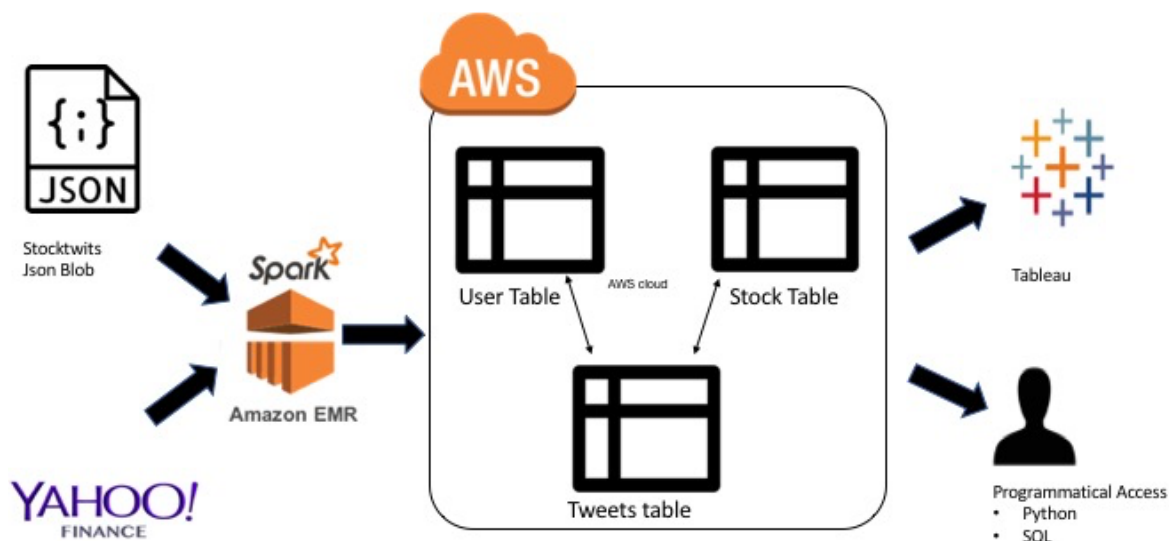 {;}
JSON
Stocktwits
Json Blob
Spark
Amazon EMR
YAHOO!
FINANCE
AWS
User Table
AWS cloud
Stock Table
Tweets table
Tableau
Programmatical Access
• Python
• SQL